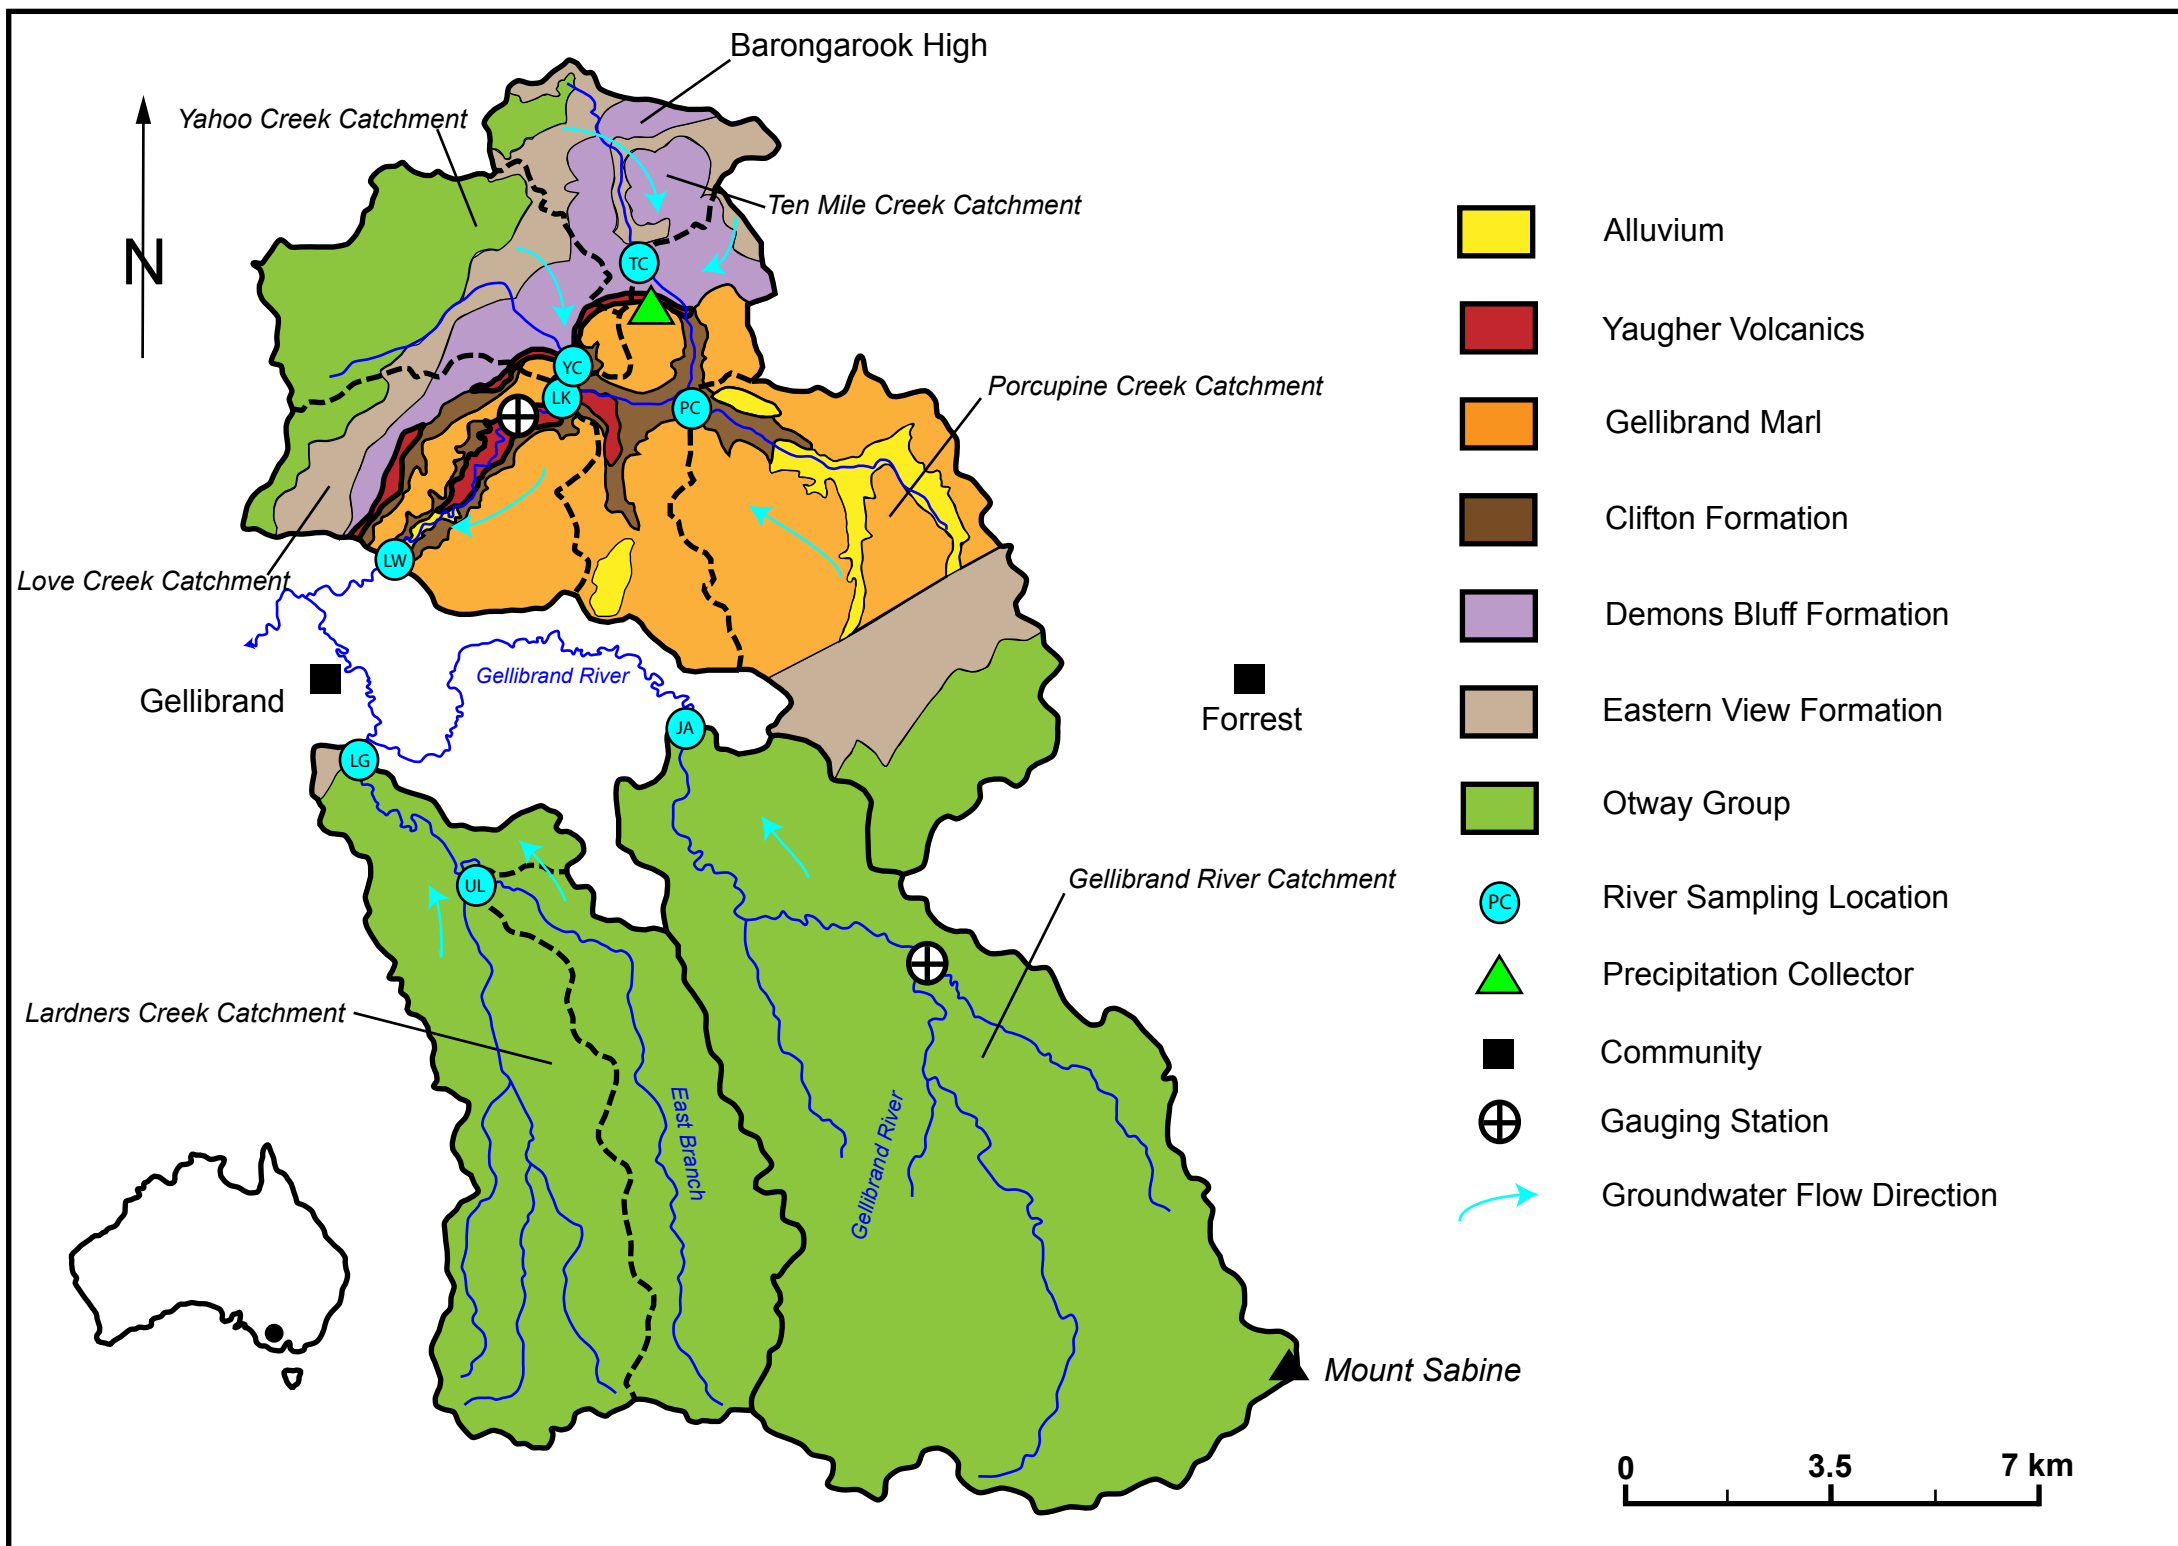 Barongarook High
Yahoo Creek Catchment
N
Ten Mile Creek Catchment
TC
YC
LK
PC
Porcupine Creek Catchment
LW
Love Creek Catchment
Gellibrand River
Gellibrand
Forrest
JA
LG
UL
Gellibrand River Catchment
Lardners Creek Catchment
East Branch
Gellibrand River
Mount Sabine
Alluvium
Yaugher Volcanics
Gellibrand Marl
Clifton Formation
Demons Bluff Formation
Eastern View Formation
Otway Group
PC River Sampling Location
Precipitation Collector
Community
Gauging Station
Groundwater Flow Direction
0 3.5 7 km